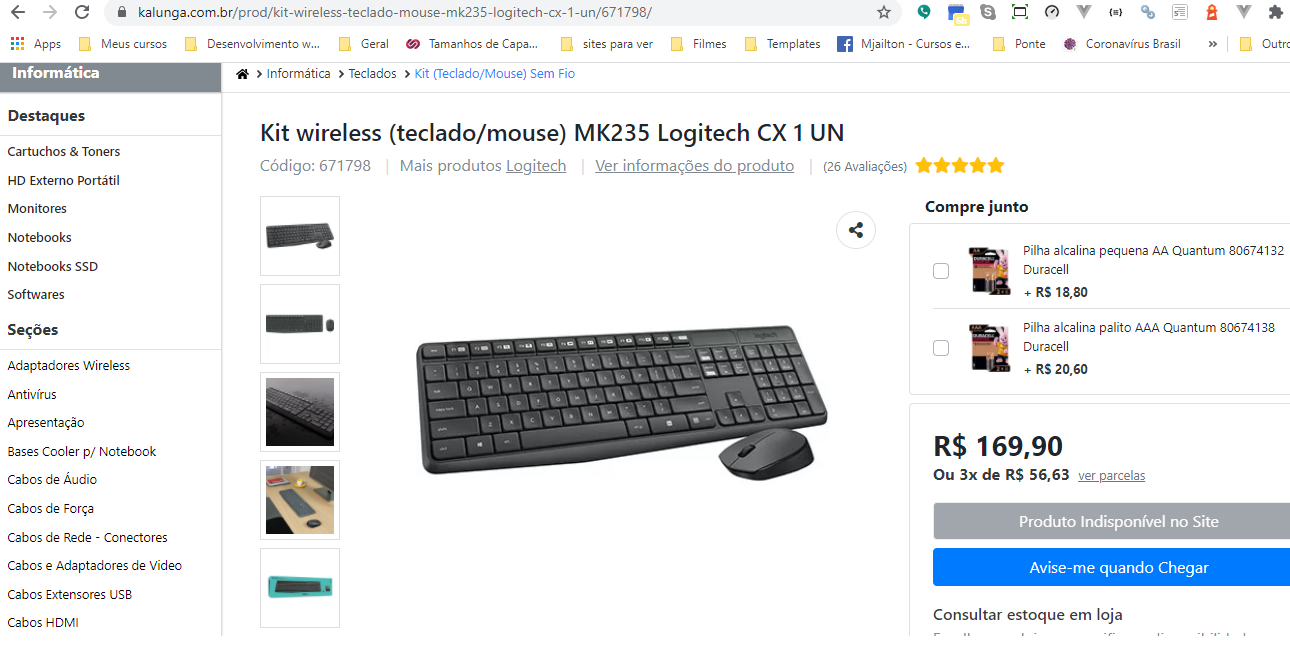 kalunga.com.br/prod/kit-wireless-teclado-mouse-mk235-logitech-cx-1-un/671798/
Apps Meus cursos Desenvolvimento w... Geral Tamanhos de Capa... sites para ver Filmes Templates Mjailton - Cursos e... Ponte Coronavírus Brasil » Outro
Informática
Informática Teclados Kit (Teclado/Mouse) Sem Fio
Destaques
Cartuchos & Toners
HD Externo Portátil
Monitores
Notebooks
Notebooks SSD
Softwares
Seções
Adaptadores Wireless
Antivírus
Apresentação
Bases Cooler p/ Notebook
Cabos de Áudio
Cabos de Força
Cabos de Rede - Conectores
Cabos e Adaptadores de Video
Cabos Extensores USB
Cabos HDMI
Kit wireless (teclado/mouse) MK235 Logitech CX 1 UN
Código: 671798 | Mais produtos Logitech | Ver informações do produto | (26 Avaliações)
Compre junto
Pilha alcalina pequena AA Quantum 80674132
Duracell
+ R$ 18,80
Pilha alcalina palito AAA Quantum 80674138
Duracell
+ R$ 20,60
R$ 169,90
Ou 3x de R$ 56,63 ver parcelas
Produto Indisponível no Site
Avise-me quando Chegar
Consultar estoque em loja